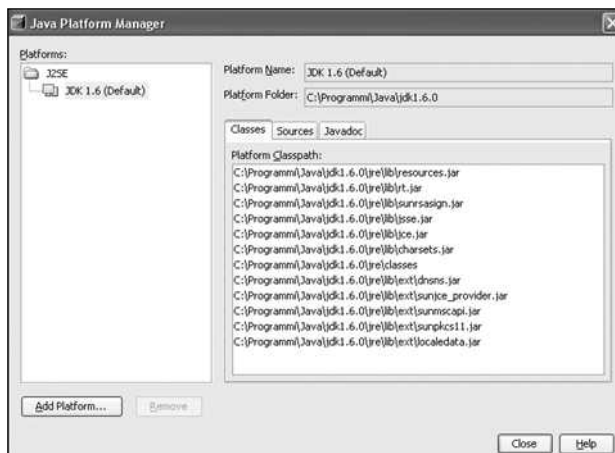 Java Platform Manager
Platforms:
J2SE
JDK 1.6 (Default)
Platform Name: JDK 1.6 (Default)
Platform Folder: C:\Programmi\Java\jdk1.6.0
Classes Sources Javadoc
Platform Classpath:
C:\Programmi\Java\jdk1.6.0\jre\lib\resources.jar
C:\Programmi\Java\jdk1.6.0\jre\lib\rt.jar
C:\Programmi\Java\jdk1.6.0\jre\lib\sunrsasign.jar
C:\Programmi\Java\jdk1.6.0\jre\lib\jsse.jar
C:\Programmi\Java\jdk1.6.0\jre\lib\jce.jar
C:\Programmi\Java\jdk1.6.0\jre\lib\charsets.jar
C:\Programmi\Java\jdk1.6.0\jre\classes
C:\Programmi\Java\jdk1.6.0\jre\lib\ext\dnsns.jar
C:\Programmi\Java\jdk1.6.0\jre\lib\ext\sunjce_provider.jar
C:\Programmi\Java\jdk1.6.0\jre\lib\ext\sunmscapi.jar
C:\Programmi\Java\jdk1.6.0\jre\lib\ext\sunpkcs11.jar
C:\Programmi\Java\jdk1.6.0\jre\lib\ext\localedata.jar
Add Platform... Remove
Close Help